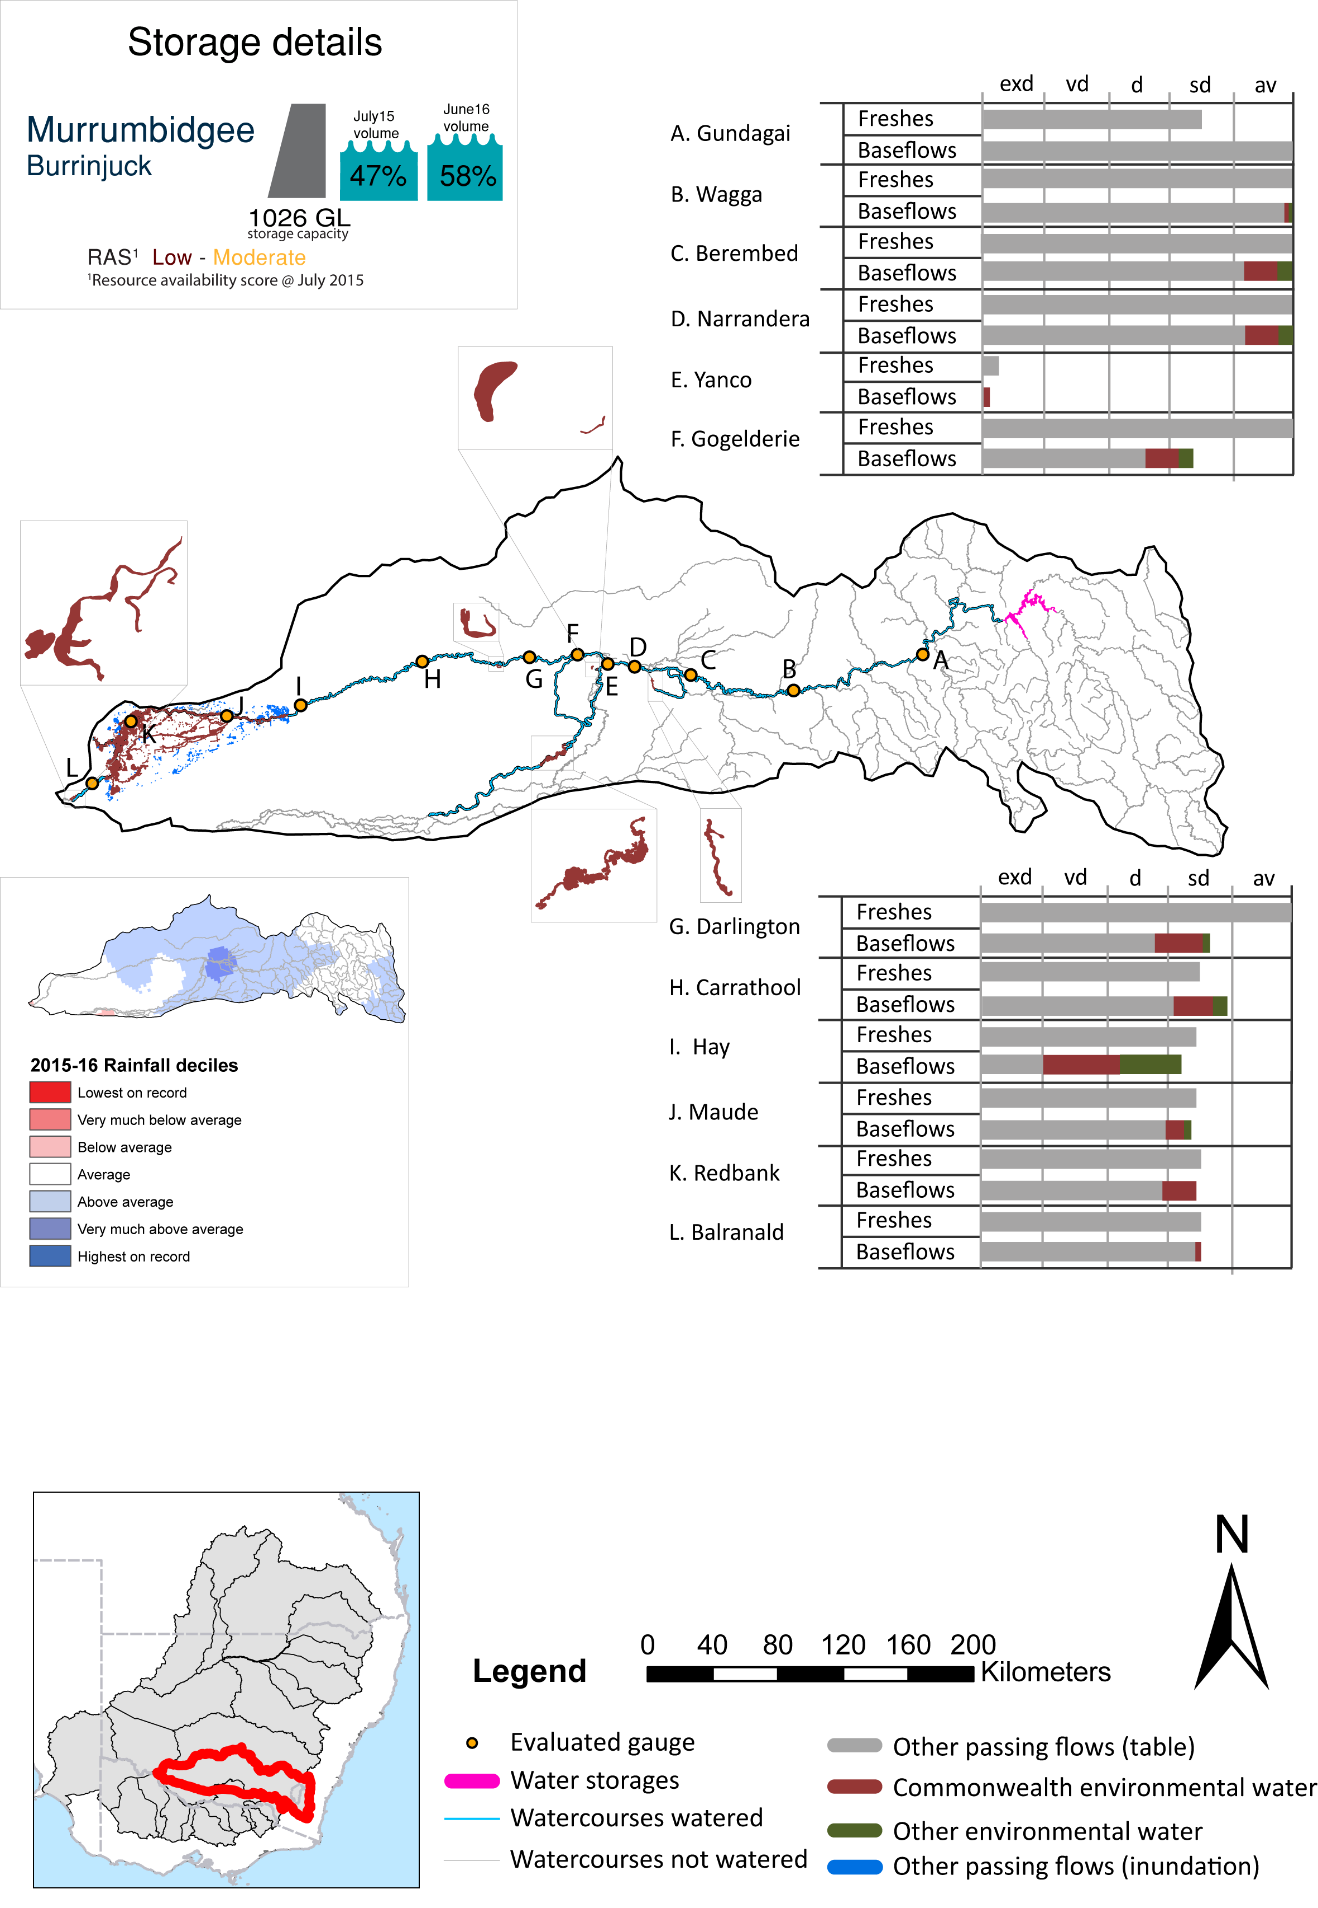 Storage details
Murrumbidgee
Burrinjuck
July15
volume
June16
volume
47%
58%
1026 GL
storage capacity
RAS¹ Low - Moderate
¹Resource availability score @ July 2015
exd vd d sd av
A. Gundagai
Freshes
Baseflows
B. Wagga
Freshes
Baseflows
C. Berembed
Freshes
Baseflows
D. Narrandera
Freshes
Baseflows
E. Yanco
Freshes
Baseflows
F. Gogelderie
Freshes
Baseflows
F
D
C
B
A
E
G
H
I
J
K
L
exd vd d sd av
G. Darlington
Freshes
Baseflows
H. Carrathool
Freshes
Baseflows
I. Hay
Freshes
Baseflows
J. Maude
Freshes
Baseflows
K. Redbank
Freshes
Baseflows
L. Balranald
Freshes
Baseflows
2015-16 Rainfall deciles
Lowest on record
Very much below average
Below average
Average
Above average
Very much above average
Highest on record
N
0 40 80 120 160 200
Kilometers
Legend
Evaluated gauge
Water storages
Watercourses watered
Watercourses not watered
Other passing flows (table)
Commonwealth environmental water
Other environmental water
Other passing flows (inundation)